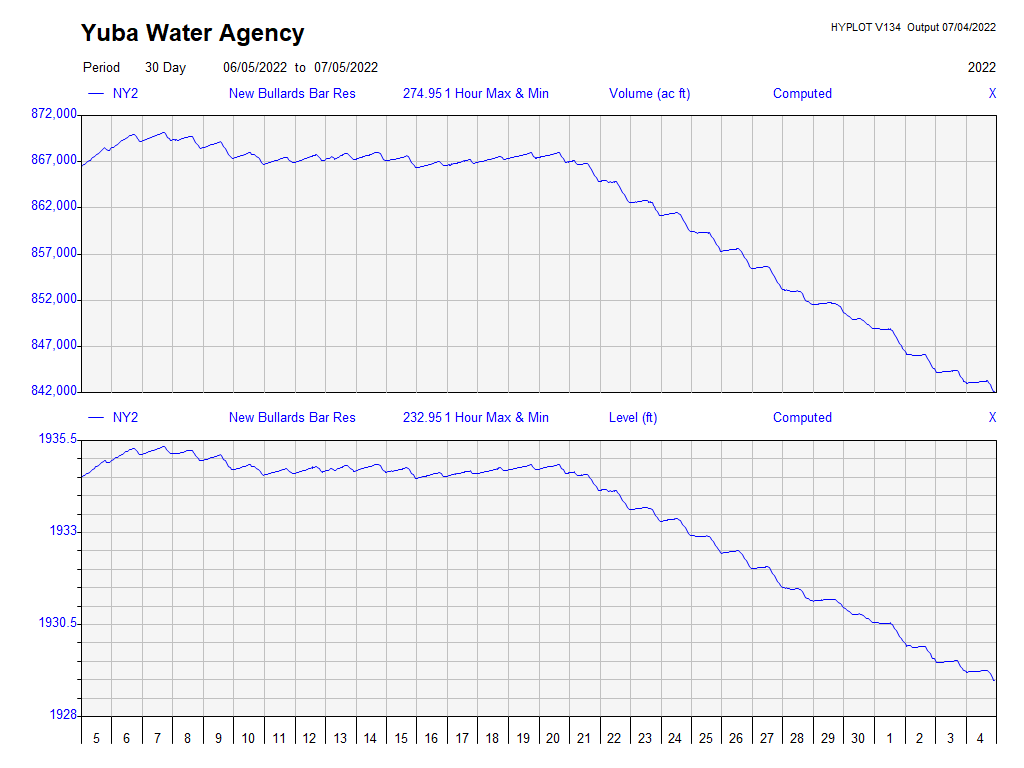 Yuba Water Agency
HYPLOT V134 Output 07/04/2022
Period 30 Day 06/05/2022 to 07/05/2022 2022
NY2 New Bullards Bar Res 274.95 1 Hour Max & Min Volume (ac ft) Computed X
872,000
867,000
862,000
857,000
852,000
847,000
842,000
NY2 New Bullards Bar Res 232.95 1 Hour Max & Min Level (ft) Computed X
1935.5
1933
1930.5
1928
5 6 7 8 9 10 11 12 13 14 15 16 17 18 19 20 21 22 23 24 25 26 27 28 29 30 1 2 3 4